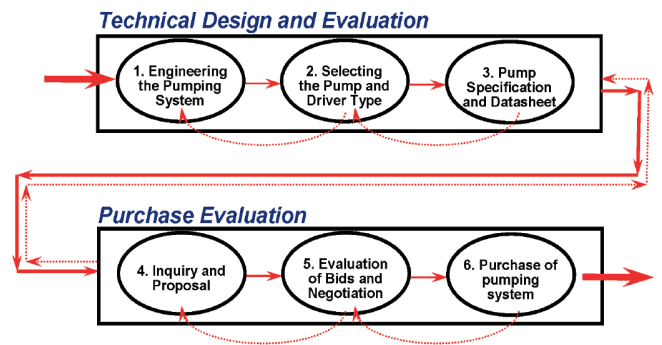 Technical Design and Evaluation
1. Engineering
the Pumping
System
2. Selecting
the Pump and
Driver Type
3. Pump
Specification
and Datasheet
Purchase Evaluation
4. Inquiry and
Proposal
5. Evaluation
of Bids and
Negotiation
6. Purchase of
pumping
system